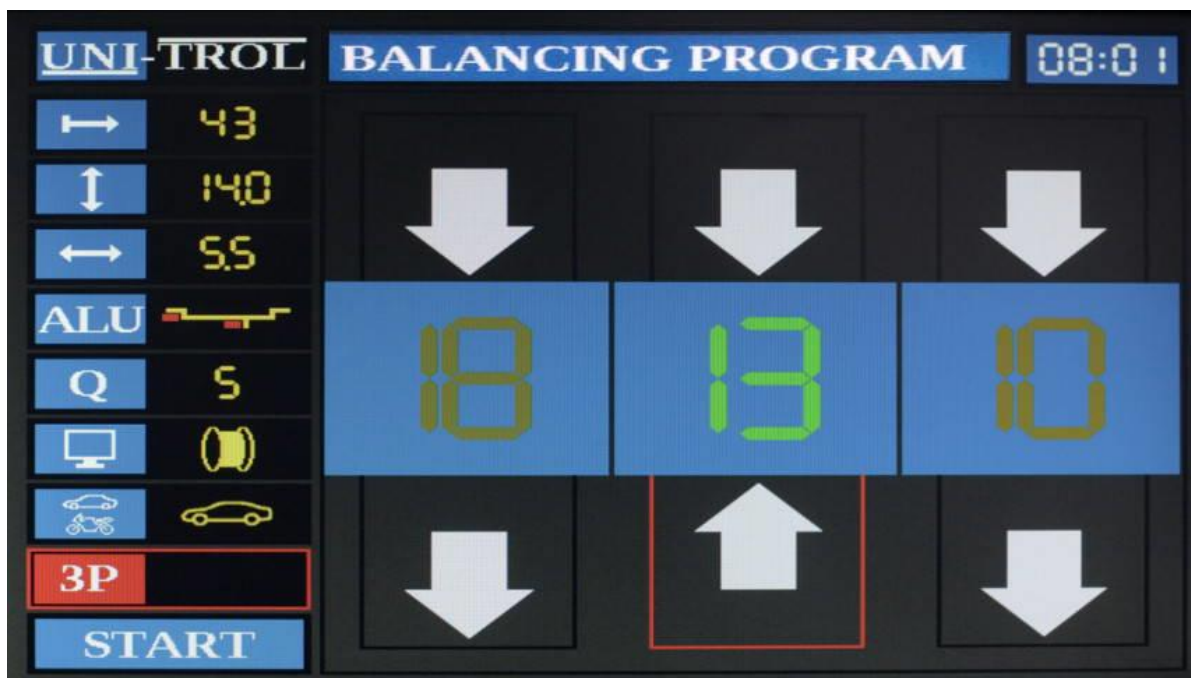 UNI-TROL BALANCING PROGRAM 08:01
43
14.0
5.5
ALU
Q 5
18 13 10
3P
START